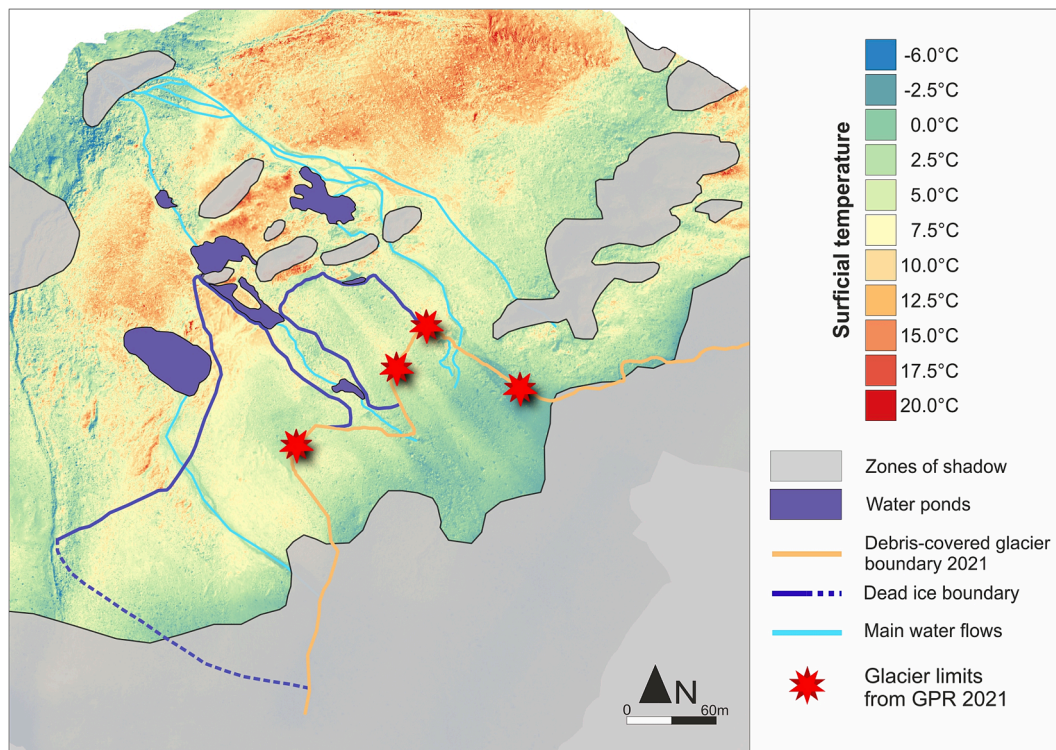 Surficial temperature
-6.0°C
-2.5°C
0.0°C
2.5°C
5.0°C
7.5°C
10.0°C
12.5°C
15.0°C
17.5°C
20.0°C
Zones of shadow
Water ponds
Debris-covered glacier
boundary 2021
Dead ice boundary
Main water flows
Glacier limits
from GPR 2021
N
0 60m